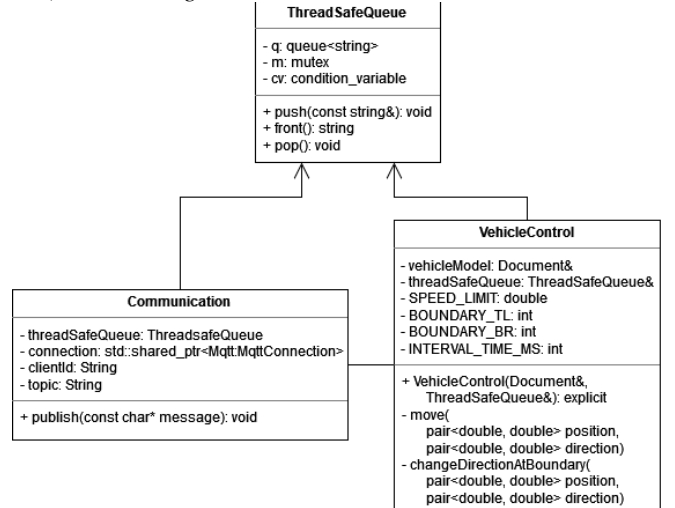 ThreadSafeQueue
- q: queue<string>
- m: mutex
- cv: condition_variable
+ push(const string&): void
+ front(): string
+ pop(): void
Communication
- threadSafeQueue: ThreadsafeQueue
- connection: std::shared_ptr<Mqtt:MqttConnection>
- clientId: String
- topic: String
+ publish(const char* message): void
VehicleControl
- vehicleModel: Document&
- threadSafeQueue: ThreadSafeQueue&
- SPEED_LIMIT: double
- BOUNDARY_TL: int
- BOUNDARY_BR: int
- INTERVAL_TIME_MS: int
+ VehicleControl(Document&,
ThreadSafeQueue&): explicit
- move(
pair<double, double> position,
pair<double, double> direction)
- changeDirectionAtBoundary(
pair<double, double> position,
pair<double, double> direction)